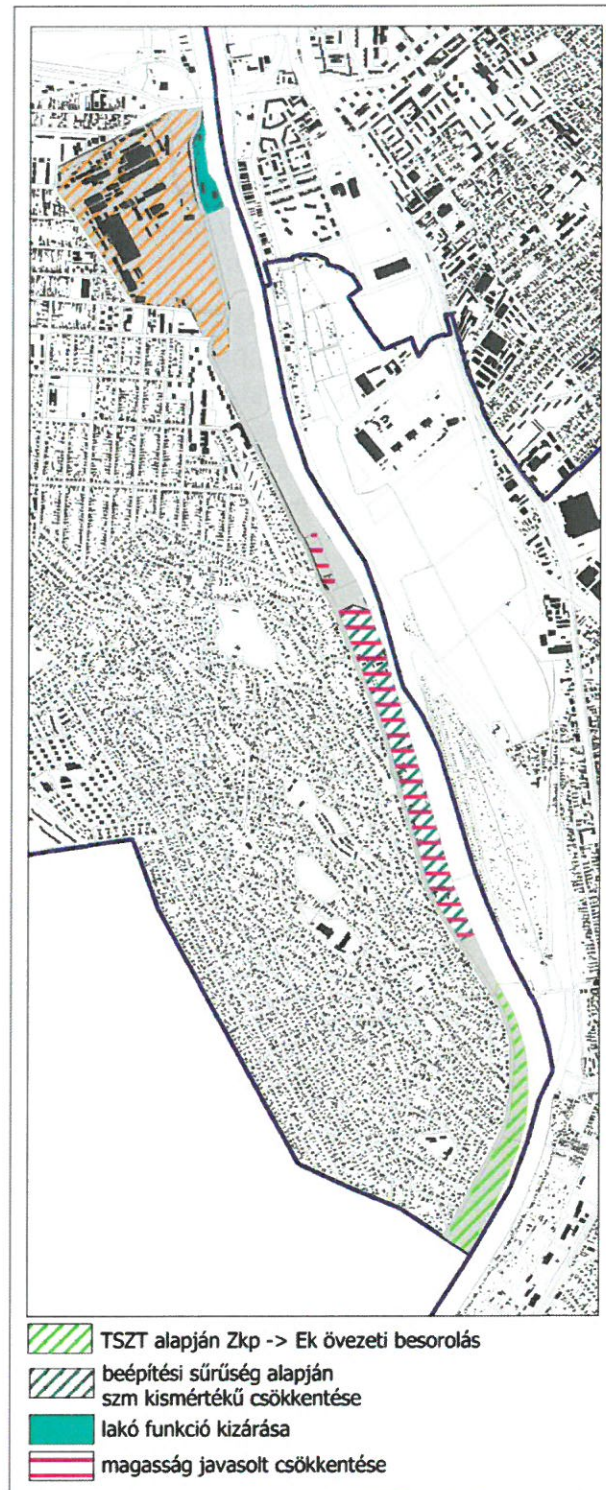 TSZT alapján Zkp -> Ek övezeti besorolás
beépítési sűrűség alapján
szm kismértékű csökkentése
lakó funkció kizárása
magasság javasolt csökkentése